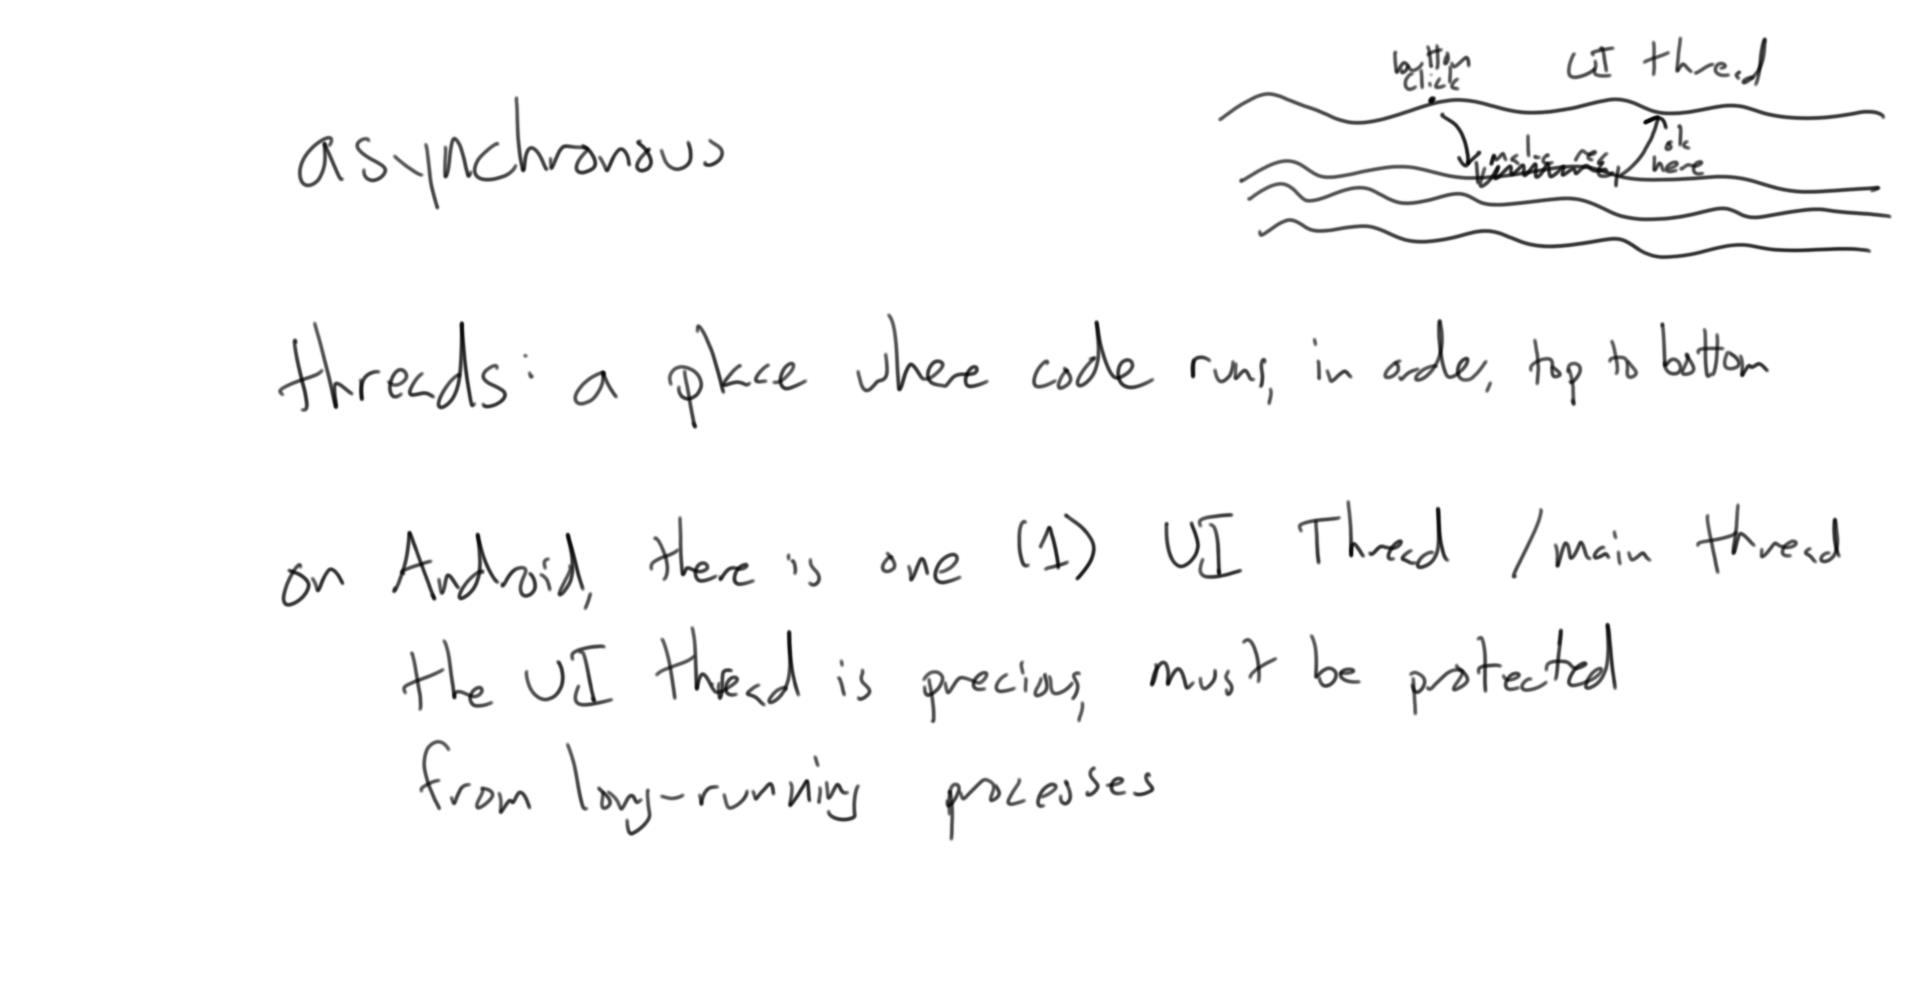 button
click
UI thread
make req
ok
here
asynchronous
threads: a place where code runs, in order, top to bottom
on Android, there is one (1) UI Thread / main thread
the UI thread is precious, must be protected
from long-running processes